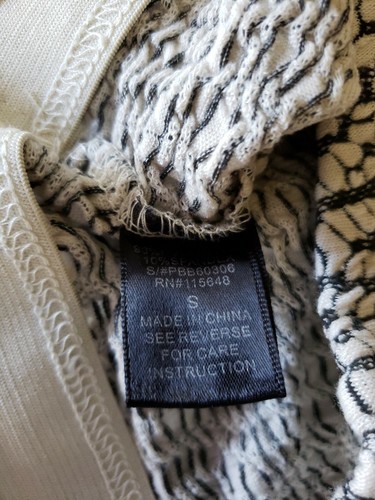 S/#PBB60306
RN#115648
S
MADE IN CHINA
SEE REVERSE
FOR CARE
INSTRUCTION